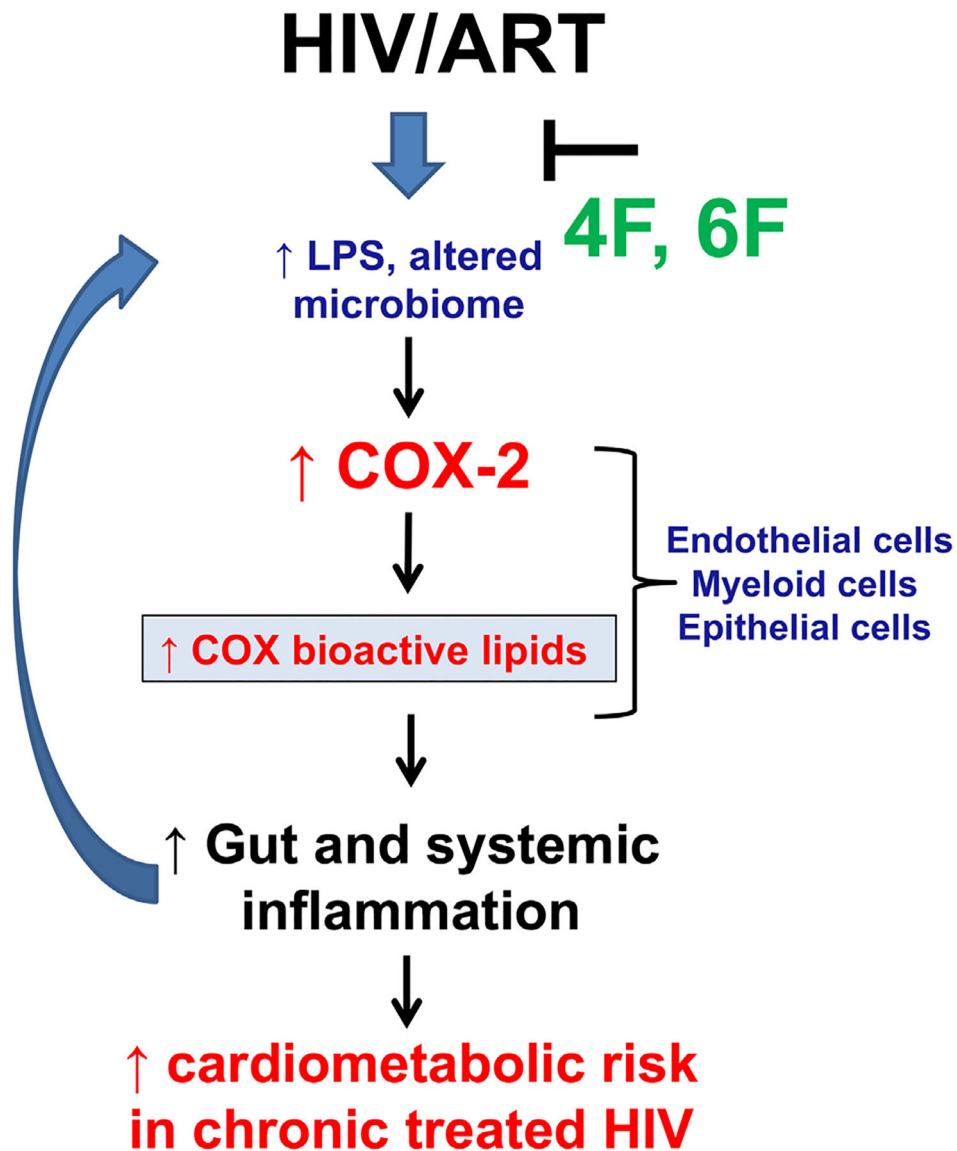 HIV/ART
4F, 6F
↑ LPS, altered
microbiome
↑ COX-2
Endothelial cells
Myeloid cells
Epithelial cells
↑ COX bioactive lipids
↑ Gut and systemic
inflammation
↑ cardiometabolic risk
in chronic treated HIV